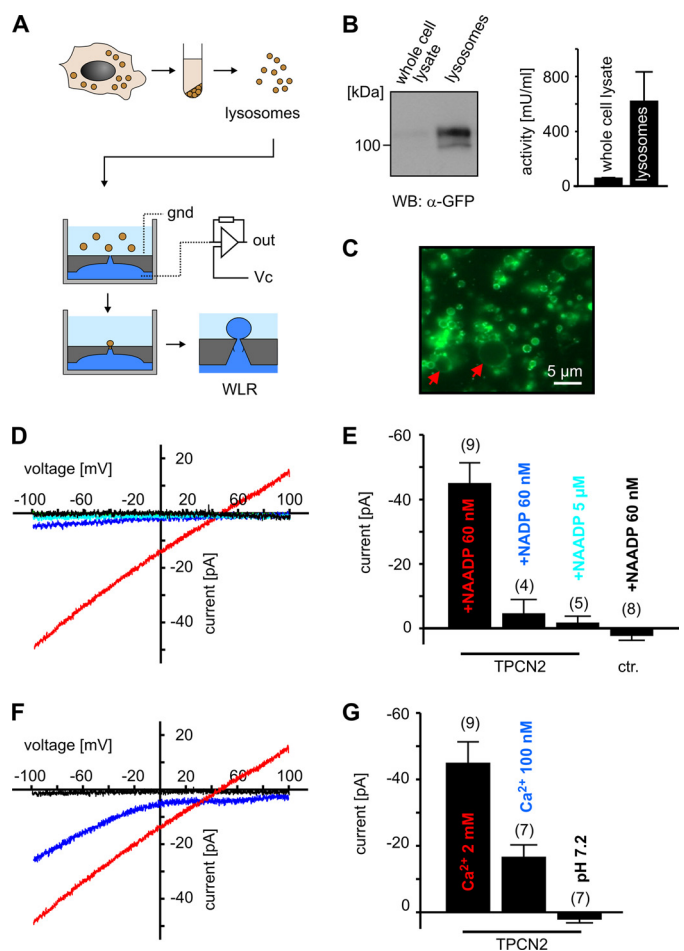 A
lysosomes
gnd
out
Vc
WLR
B
whole cell
lysate
lysosomes
[kDa]
100
WB: α-GFP
activity [mU/ml]
800
400
0
whole cell lysate
lysosomes
C
5 µm
D
voltage [mV]
20
-100
-60
-20
20
60
100
-20
-40
current [pA]
E
current [pA]
-60
-40
-20
0
(9)
(4)
(5)
(8)
+NAADP 60 nM
+NADP 60 nM
+NAADP 5 µM
+NAADP 60 nM
TPCN2
ctr.
F
voltage [mV]
20
-100
-60
-20
20
60
100
-20
-40
current [pA]
G
current [pA]
-60
-40
-20
0
(9)
(7)
(7)
Ca²⁺ 2 mM
Ca²⁺ 100 nM
pH 7.2
TPCN2